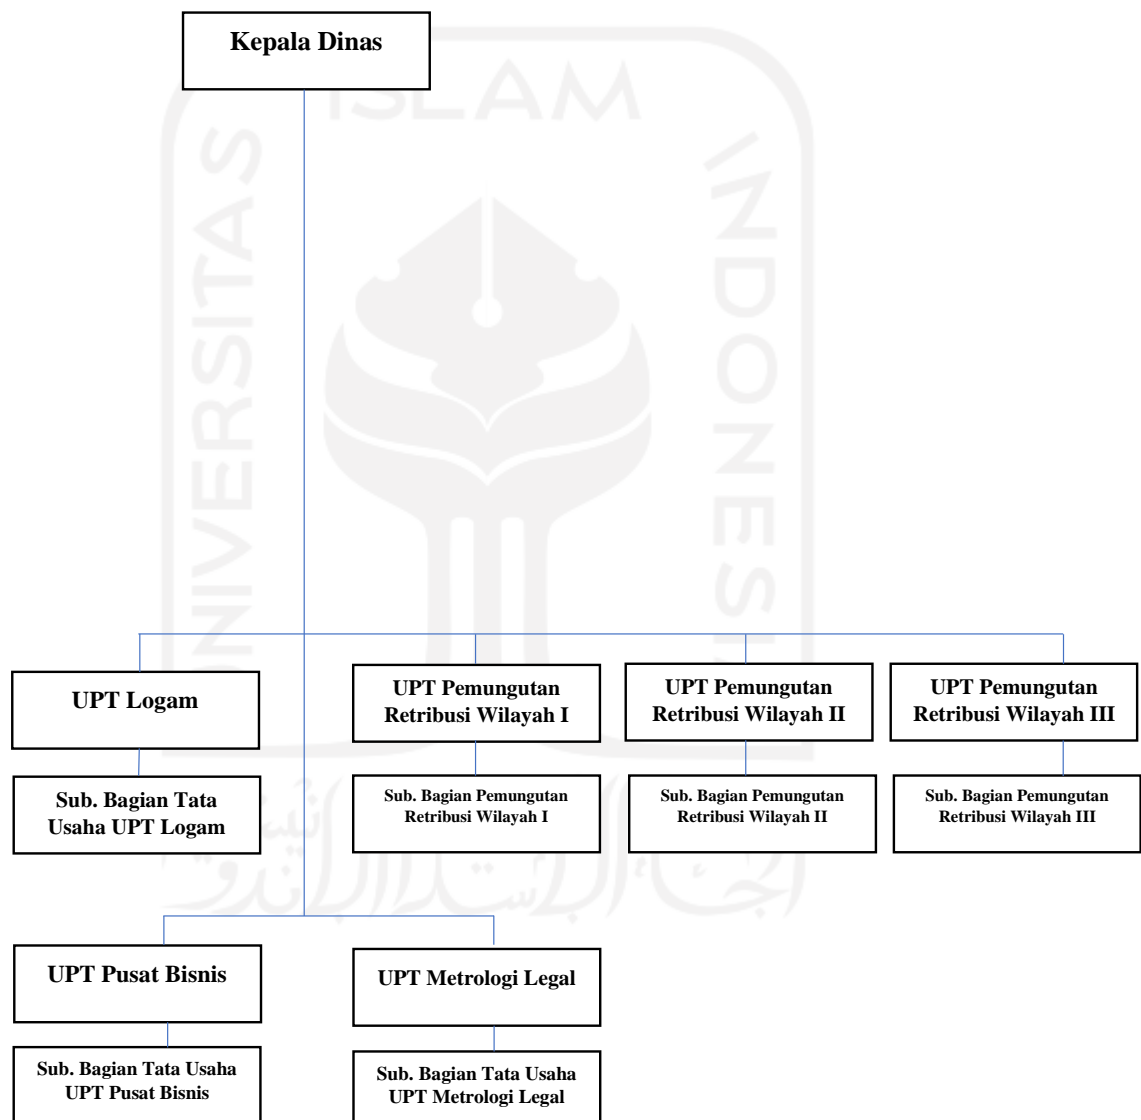 Kepala Dinas
ISLAM
UNIVERSITAS
INDONESIA
UPT Logam
UPT Pemungutan
Retribusi Wilayah I
UPT Pemungutan
Retribusi Wilayah II
UPT Pemungutan
Retribusi Wilayah III
Sub. Bagian Tata
Usaha UPT Logam
Sub. Bagian Pemungutan
Retribusi Wilayah I
Sub. Bagian Pemungutan
Retribusi Wilayah II
Sub. Bagian Pemungutan
Retribusi Wilayah III
UPT Pusat Bisnis
UPT Metrologi Legal
Sub. Bagian Tata Usaha
UPT Pusat Bisnis
Sub. Bagian Tata Usaha
UPT Metrologi Legal